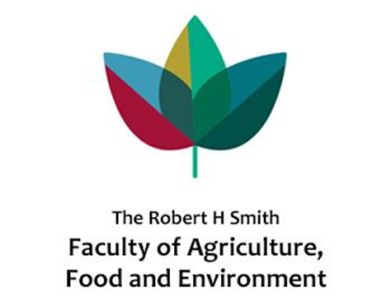 The Robert H Smith
Faculty of Agriculture,
Food and Environment